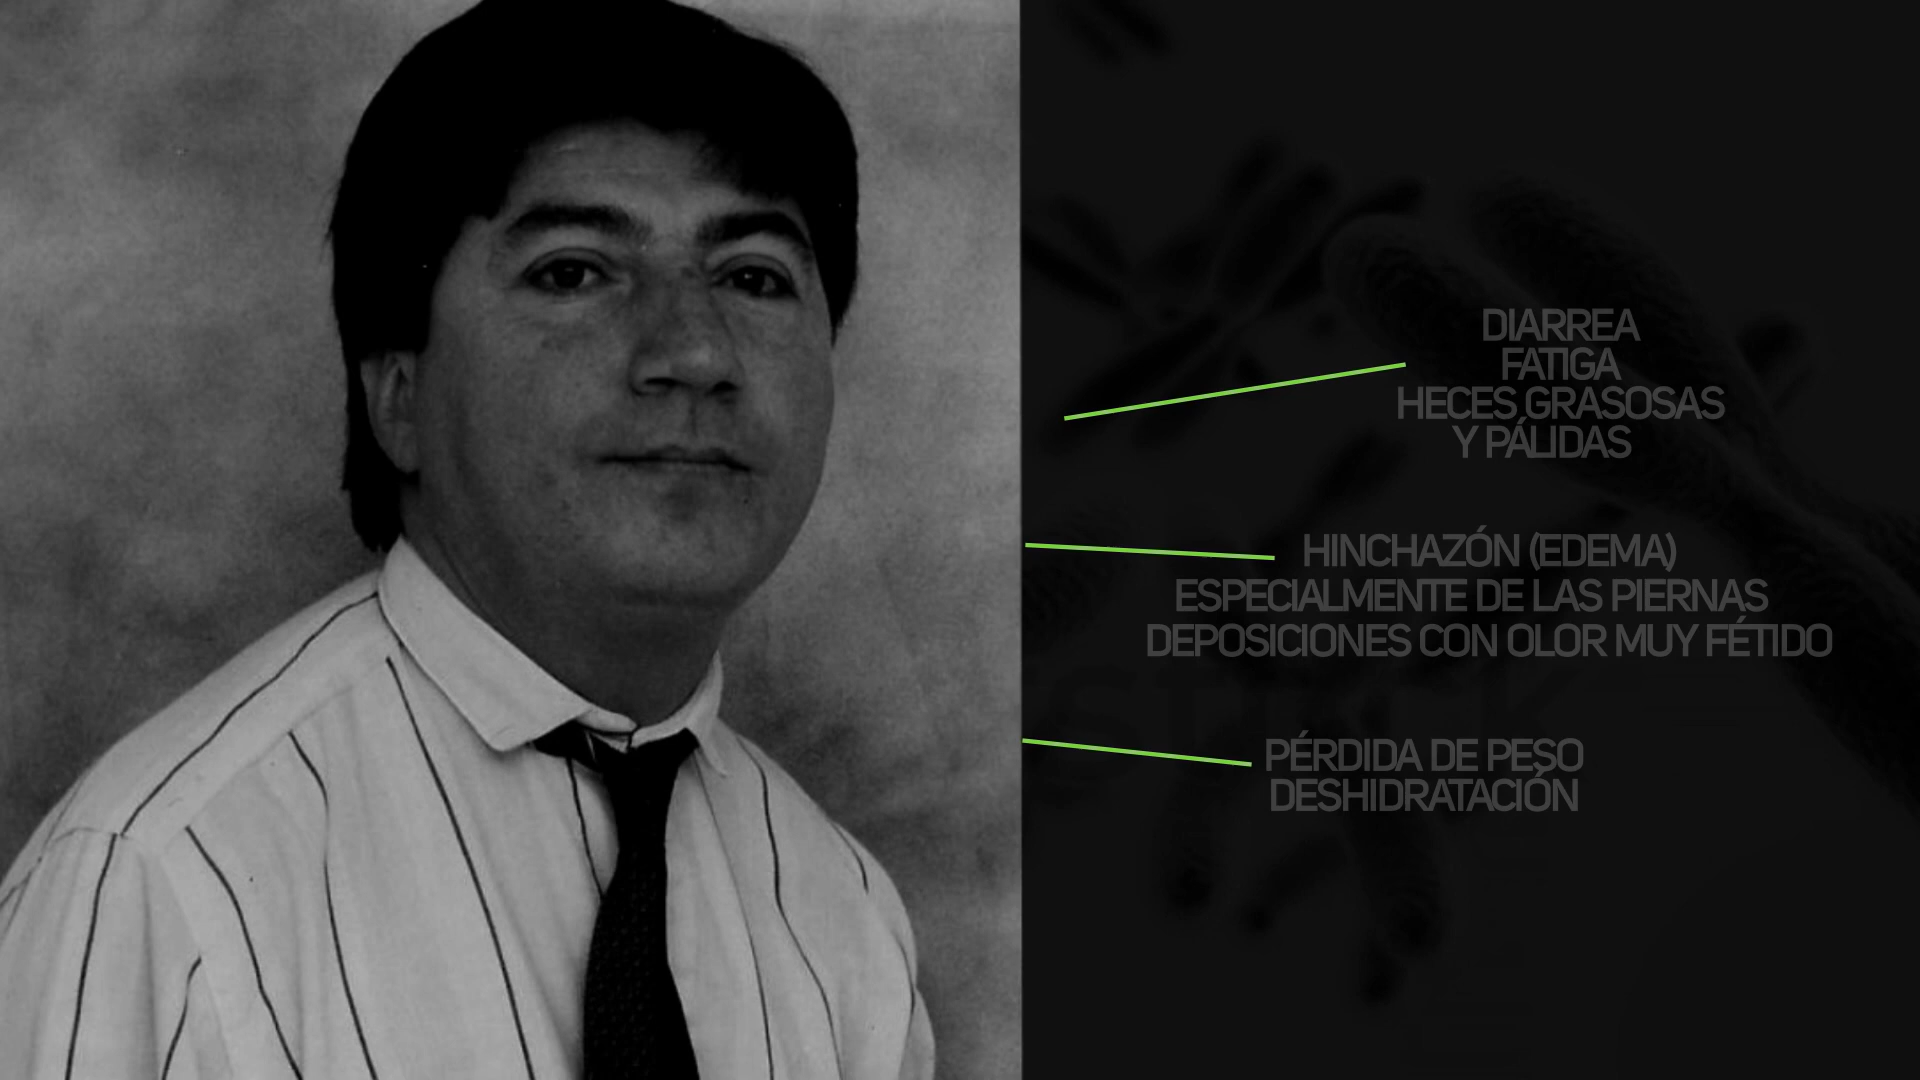 DIARREA
FATIGA
HECES GRASOSAS
Y PÁLIDAS
HINCHAZÓN (EDEMA)
ESPECIALMENTE DE LAS PIERNAS
DEPOSICIONES CON OLOR MUY FÉTIDO
PÉRDIDA DE PESO
DESHIDRATACIÓN